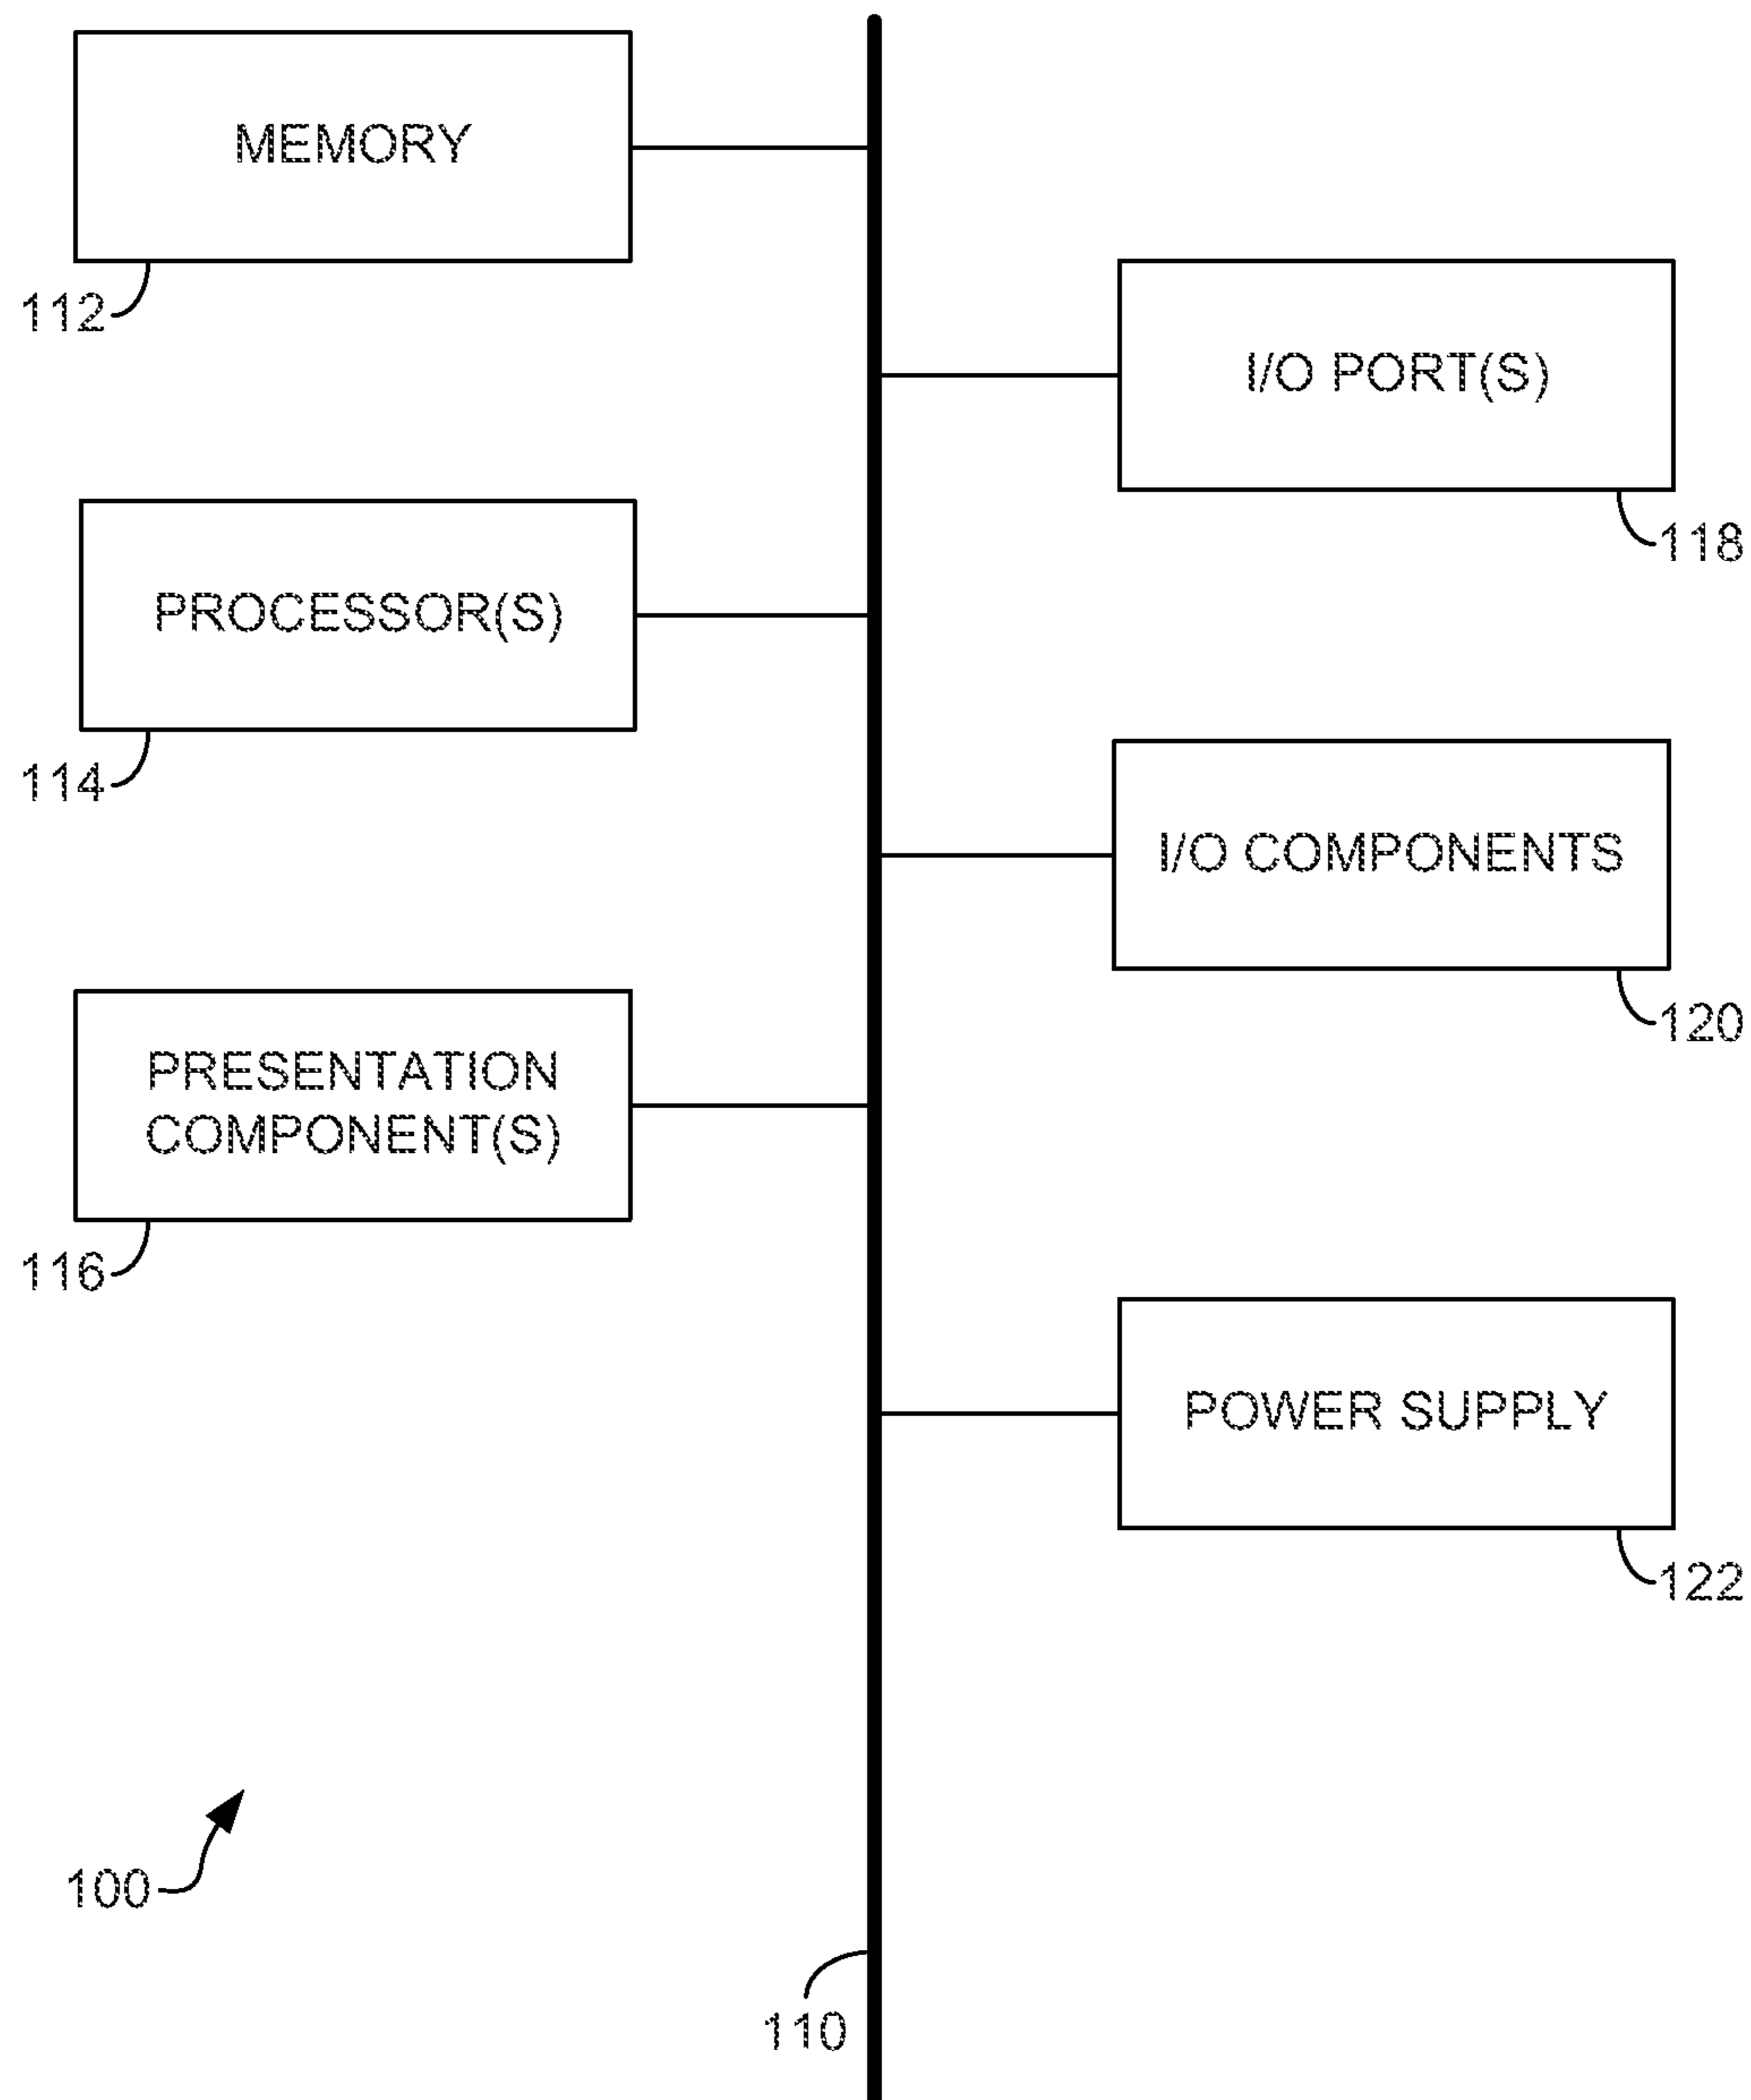 MEMORY
112
I/O PORT(S)
118
PROCESSOR(S)
114
I/O COMPONENTS
120
PRESENTATION
COMPONENT(S)
116
POWER SUPPLY
122
100
110